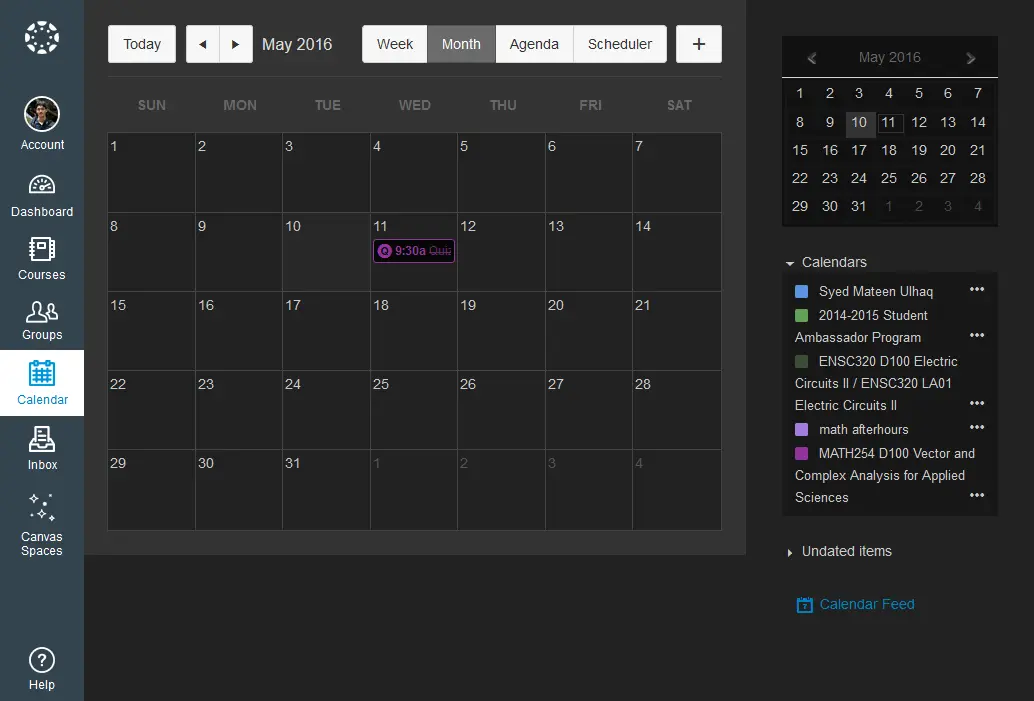 Account
Dashboard
Courses
Groups
Calendar
Inbox
Canvas
Spaces
Help
Today ◄ ► May 2016 Week Month Agenda Scheduler +
SUN MON TUE WED THU FRI SAT
1 2 3 4 5 6 7
8 9 10 11 12 13 14
9:30a Quiz
15 16 17 18 19 20 21
22 23 24 25 26 27 28
29 30 31 1 2 3 4
May 2016
1 2 3 4 5 6 7
8 9 10 11 12 13 14
15 16 17 18 19 20 21
22 23 24 25 26 27 28
29 30 31 1 2 3 4
Calendars
Syed Mateen Ulhaq
2014-2015 Student
Ambassador Program
ENSC320 D100 Electric
Circuits II / ENSC320 LA01
Electric Circuits II
math afterhours
MATH254 D100 Vector and
Complex Analysis for Applied
Sciences
Undated items
7
Calendar Feed